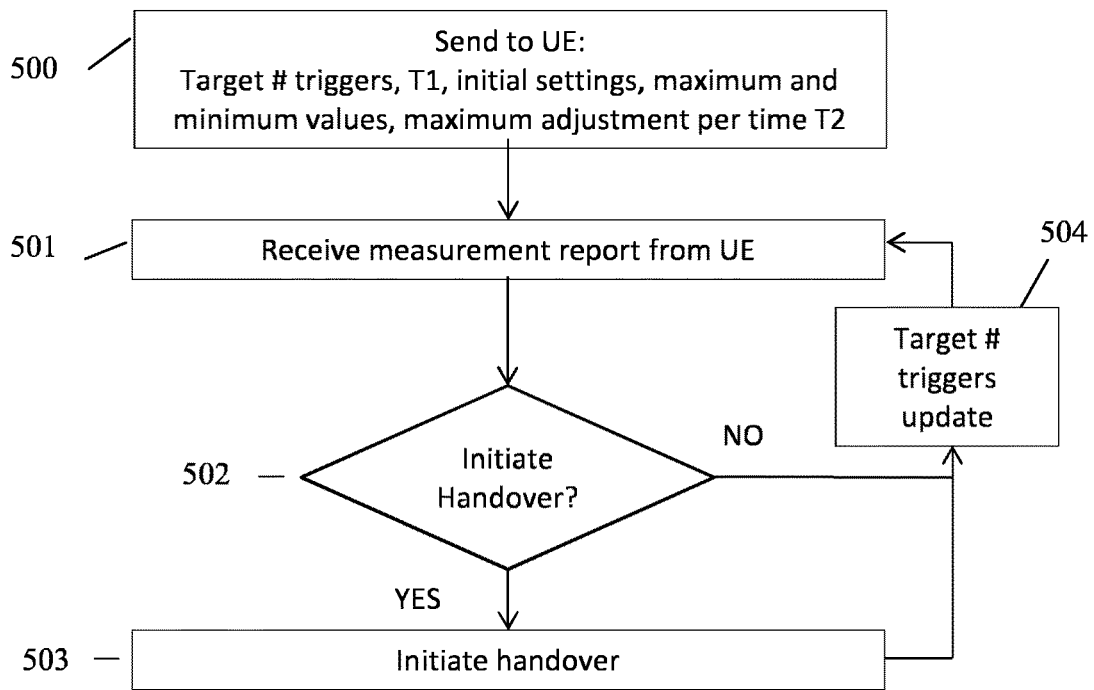 500
Send to UE:
Target # triggers, T1, initial settings, maximum and
minimum values, maximum adjustment per time T2
501
Receive measurement report from UE
504
Target #
triggers
update
502
Initiate
Handover?
NO
YES
503
Initiate handover